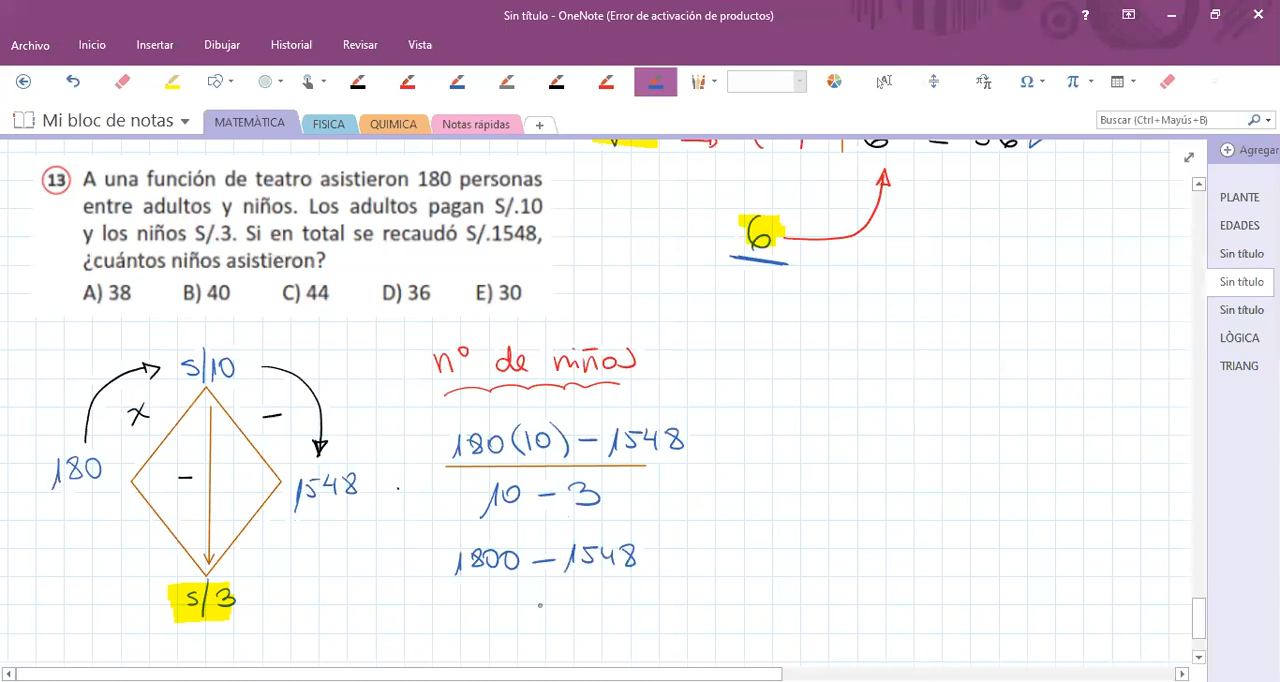 Sin título - OneNote (Error de activación de productos)
?
Archivo Inicio Insertar Dibujar Historial Revisar Vista
Mi bloc de notas
MATEMÀTICA FISICA QUIMICA Notas rápidas +
Buscar (Ctrl+Mayús+B)
Agregar
PLANTE
EDADES
Sin título
Sin título
Sin título
LÒGICA
TRIANG
13 A una función de teatro asistieron 180 personas
entre adultos y niños. Los adultos pagan S/.10
y los niños S/.3. Si en total se recaudó S/.1548,
¿cuántos niños asistieron?
A) 38 B) 40 C) 44 D) 36 E) 30
6
S/10
x -
180 - 1548
S/3
nº de niños
180(10) - 1548
10 - 3
1800 - 1548